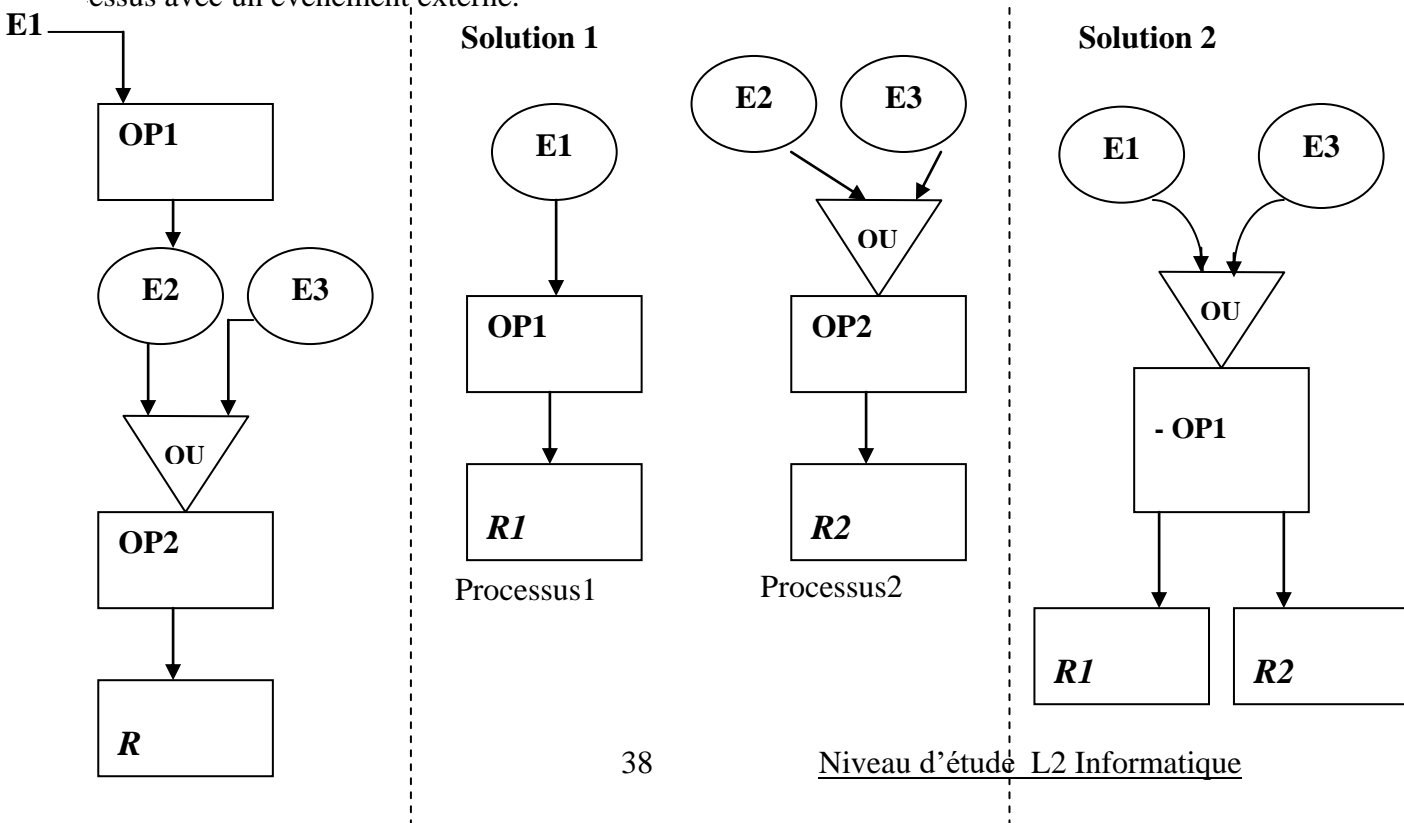 avec un événement externe.
E1
OP1
E2
E3
OU
OP2
R
Solution 1
E1
OP1
R1
Processus1
E2
E3
OU
OP2
R2
Processus2
Solution 2
E1
E3
OU
- OP1
R1
R2
38
Niveau d'étude L2 Informatique